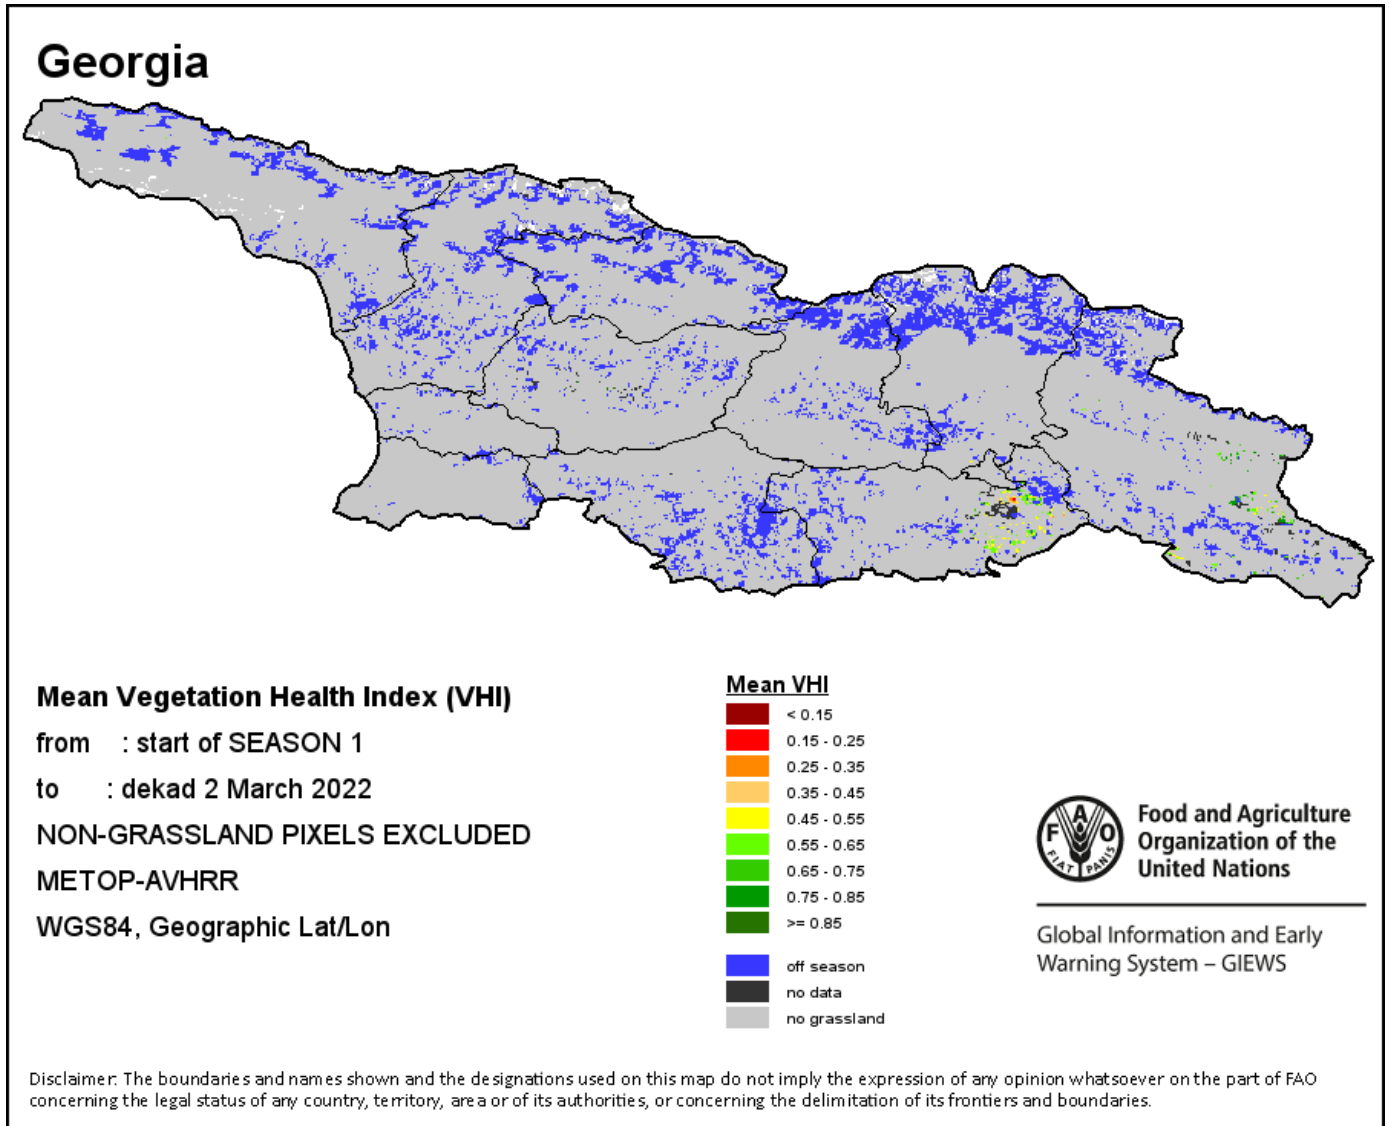 Georgia
Mean Vegetation Health Index (VHI)
from : start of SEASON 1
to : dekad 2 March 2022
NON-GRASSLAND PIXELS EXCLUDED
METOP-AVHRR
WGS84, Geographic Lat/Lon
Mean VHI
< 0.15
0.15 - 0.25
0.25 - 0.35
0.35 - 0.45
0.45 - 0.55
0.55 - 0.65
0.65 - 0.75
0.75 - 0.85
>= 0.85
off season
no data
no grassland
F A O
FIAT PANIS
Food and Agriculture
Organization of the
United Nations
Global Information and Early
Warning System – GIEWS
Disclaimer: The boundaries and names shown and the designations used on this map do not imply the expression of any opinion whatsoever on the part of FAO
concerning the legal status of any country, territory, area or of its authorities, or concerning the delimitation of its frontiers and boundaries.